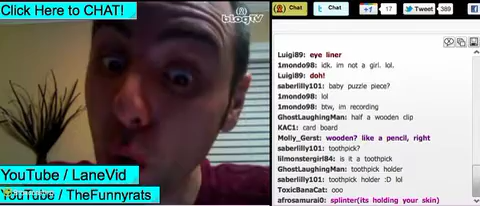 Click Here to CHAT!
blogTV
YouTube / LaneVid
YouTube / TheFunnyrats
Chat
Chat
+1
17
Tweet
389
Luigi89: eye liner
1mondo98: idk. im not a girl. lol.
Luigi89: doh!
saberlilly101: baby puzzle piece?
1mondo98: lol
1mondo98: btw, im recording
GhostLaughingMan: half a wooden clip
KAC1: card board
Molly_Gerst: wooden? like a pencil, right
saberlilly101: toothpick?
lilmonstergirl84: is it a toothpick
GhostLaughingMan: toothpick holder
saberlilly101: toothpick holder :D lol
ToxicBanaCat: ooo
afrosamurai0: splinter(its holding your skin)